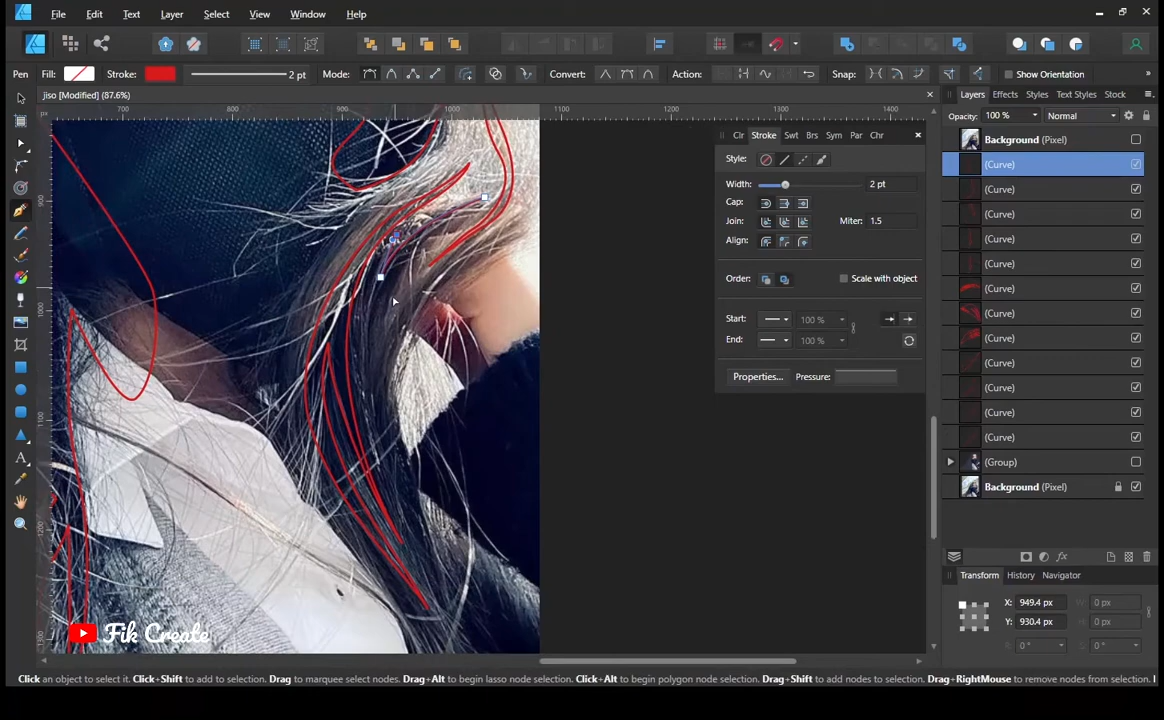 File Edit Text Layer Select View Window Help
Pen Fill: Stroke: 2 pt Mode: Convert: Action: Snap: Show Orientation »
jiso [Modified] (87.6%)
Layers Effects Styles Text Styles Stock
px 700 800 900 1000 1100 1200 1300 1400
Opacity: 100 % Normal
Clr Stroke Swt Brs Sym Par Chr
Background (Pixel)
Style:
(Curve)
Width: 2 pt
(Curve)
Cap:
(Curve)
Join: Miter: 1.5
Align:
(Curve)
(Curve)
Order: Scale with object
(Curve)
Start: 100 %
(Curve)
End: 100 %
(Curve)
(Curve)
Properties... Pressure:
(Curve)
(Curve)
(Curve)
(Group)
Background (Pixel)
900
1000
1100
1200
1300
fx
Transform History Navigator
X: 949.4 px W: 0 px
Y: 930.4 px H: 0 px
R: 0 ° S: 0 °
Fik Create
Click an object to select it. Click+Shift to add to selection. Drag to marquee select nodes. Drag+Alt to begin lasso node selection. Click+Alt to begin polygon node selection. Drag+Shift to add nodes to selection. Drag+RightMouse to remove nodes from selection.